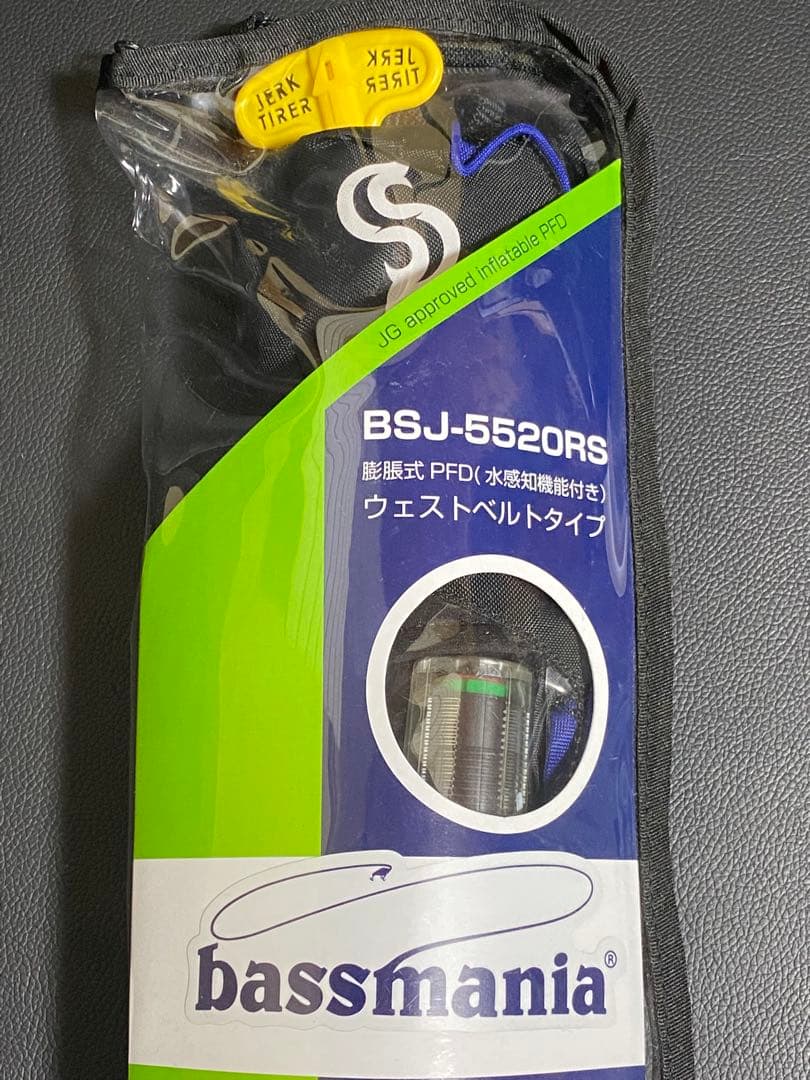 JERK
TIRER
JERK
TIRER
JG approved inflatable PFD
BSJ-5520RS
膨脹式 PFD( 水感知機能付き)
ウェストベルトタイプ
bassmania®